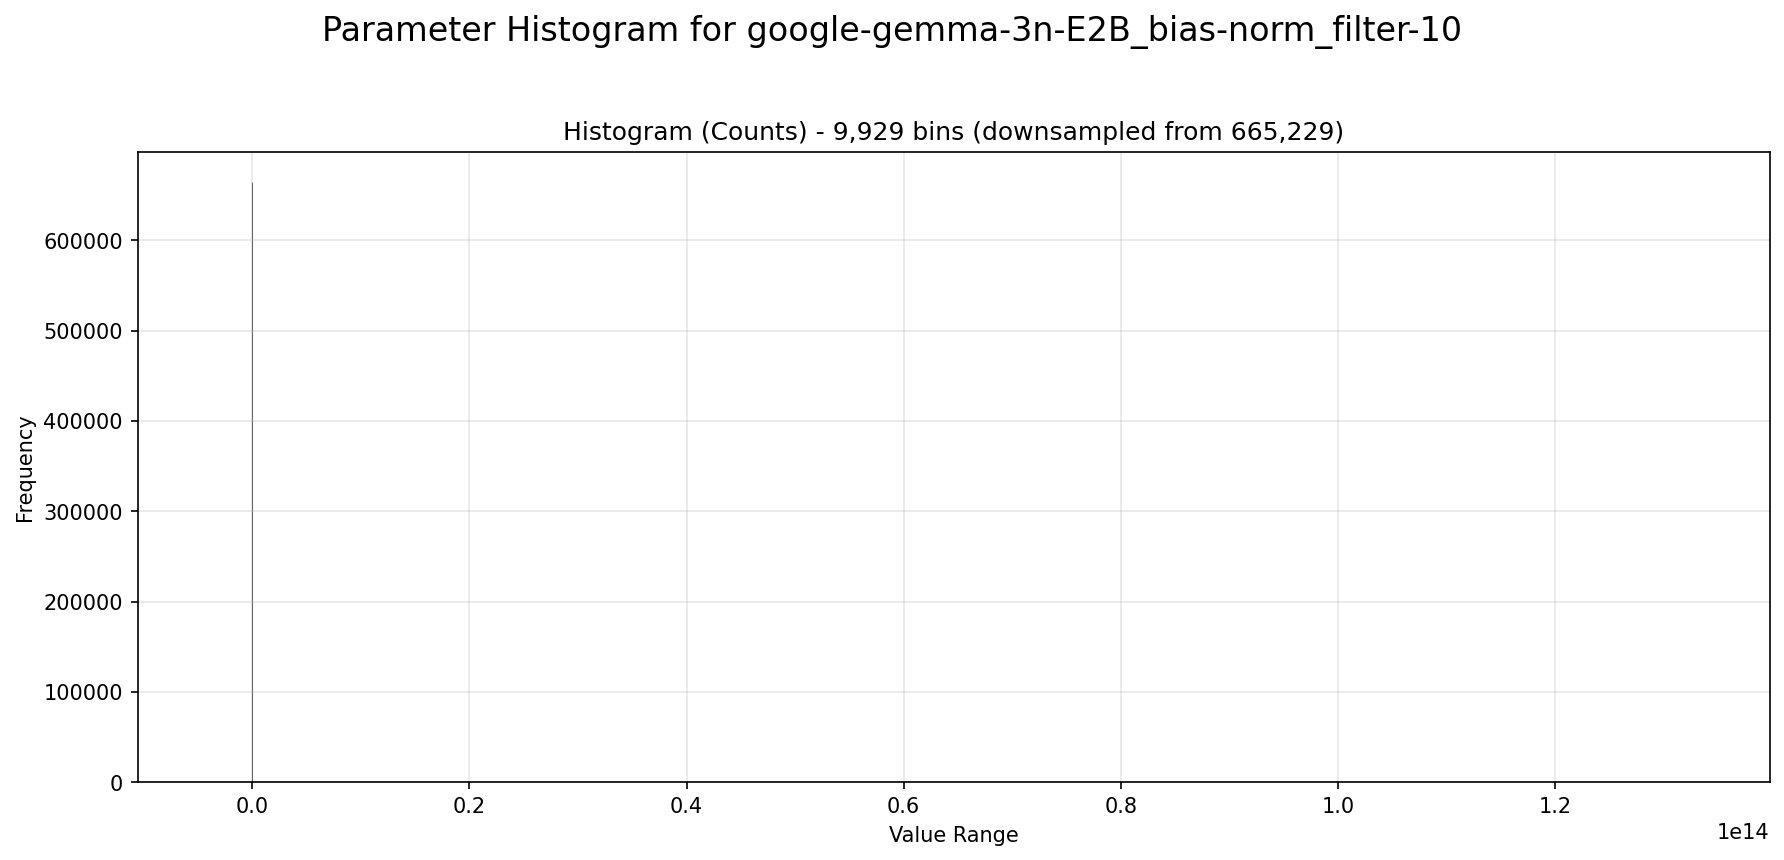 Parameter Histogram for google-gemma-3n-E2B_bias-norm_filter-10
Histogram (Counts) - 9,929 bins (downsampled from 665,229)
Frequency
600000
500000
400000
300000
200000
100000
0
0.0 0.2 0.4 0.6 0.8 1.0 1.2
1e14
Value Range